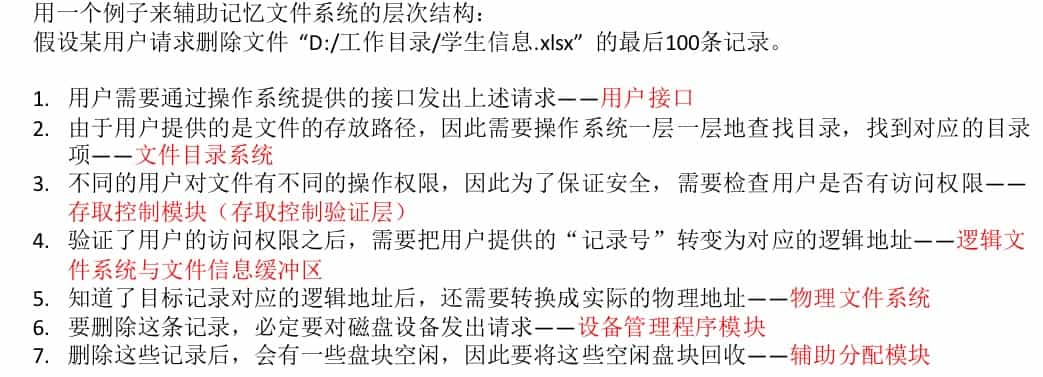 用一个例子来辅助记忆文件系统的层次结构：
假设某用户请求删除文件 “D:/工作目录/学生信息.xlsx” 的最后100条记录。
1. 用户需要通过操作系统提供的接口发出上述请求——用户接口
2. 由于用户提供的是文件的存放路径，因此需要操作系统一层一层地查找目录，找到对应的目录
项——文件目录系统
3. 不同的用户对文件有不同的操作权限，因此为了保证安全，需要检查用户是否有访问权限——
存取控制模块（存取控制验证层）
4. 验证了用户的访问权限之后，需要把用户提供的“记录号”转变为对应的逻辑地址——逻辑文
件系统与文件信息缓冲区
5. 知道了目标记录对应的逻辑地址后，还需要转换成实际的物理地址——物理文件系统
6. 要删除这条记录，必定要对磁盘设备发出请求——设备管理程序模块
7. 删除这些记录后，会有一些盘块空闲，因此要将这些空闲盘块回收——辅助分配模块